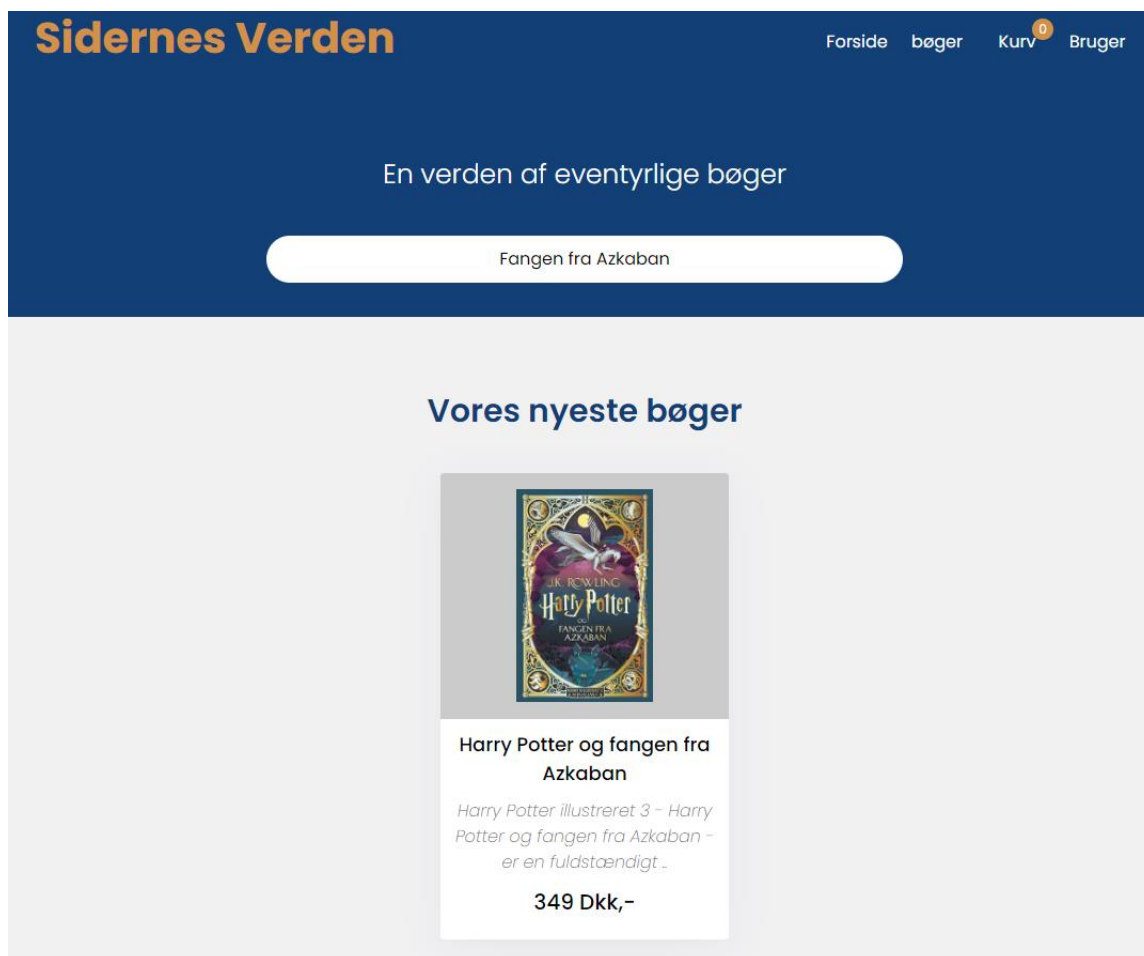 Sidernes Verden
Forside bøger Kurv 0 Bruger
En verden af eventyrlige bøger
Fangen fra Azkaban
Vores nyeste bøger
J.K. ROWLING
Harry Potter
OG
FANGEN FRA
AZKABAN
Harry Potter og fangen fra
Azkaban
Harry Potter illustreret 3 - Harry
Potter og fangen fra Azkaban -
er en fuldstændigt ..
349 Dkk,-